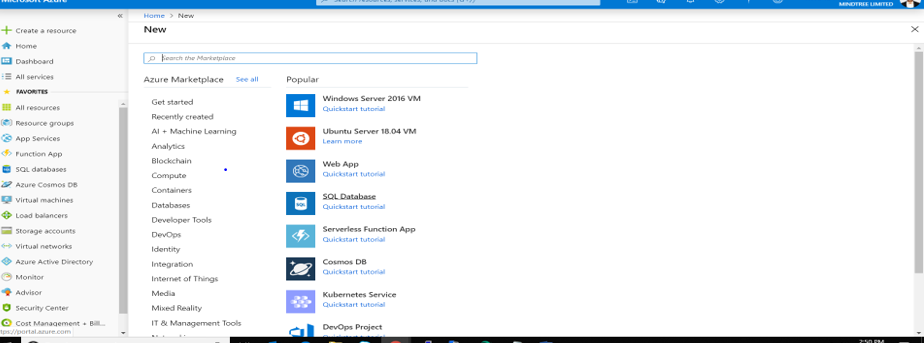 Microsoft Azure
Search resources, services, and docs (G+/)
MINDTREE LIMITED
Home > New
New
Create a resource
Home
Dashboard
All services
FAVORITES
All resources
Resource groups
App Services
Function App
SQL databases
Azure Cosmos DB
Virtual machines
Load balancers
Storage accounts
Virtual networks
Azure Active Directory
Monitor
Advisor
Security Center
Cost Management + Bill...
tps://portal.azure.com
Search the Marketplace
Azure Marketplace See all
Get started
Recently created
AI + Machine Learning
Analytics
Blockchain
Compute
Containers
Databases
Developer Tools
DevOps
Identity
Integration
Internet of Things
Media
Mixed Reality
IT & Management Tools
Popular
Windows Server 2016 VM
Quickstart tutorial
Ubuntu Server 18.04 VM
Learn more
Web App
Quickstart tutorial
SQL Database
Quickstart tutorial
Serverless Function App
Quickstart tutorial
Cosmos DB
Quickstart tutorial
Kubernetes Service
Quickstart tutorial
DevOps Project
2:50 PM